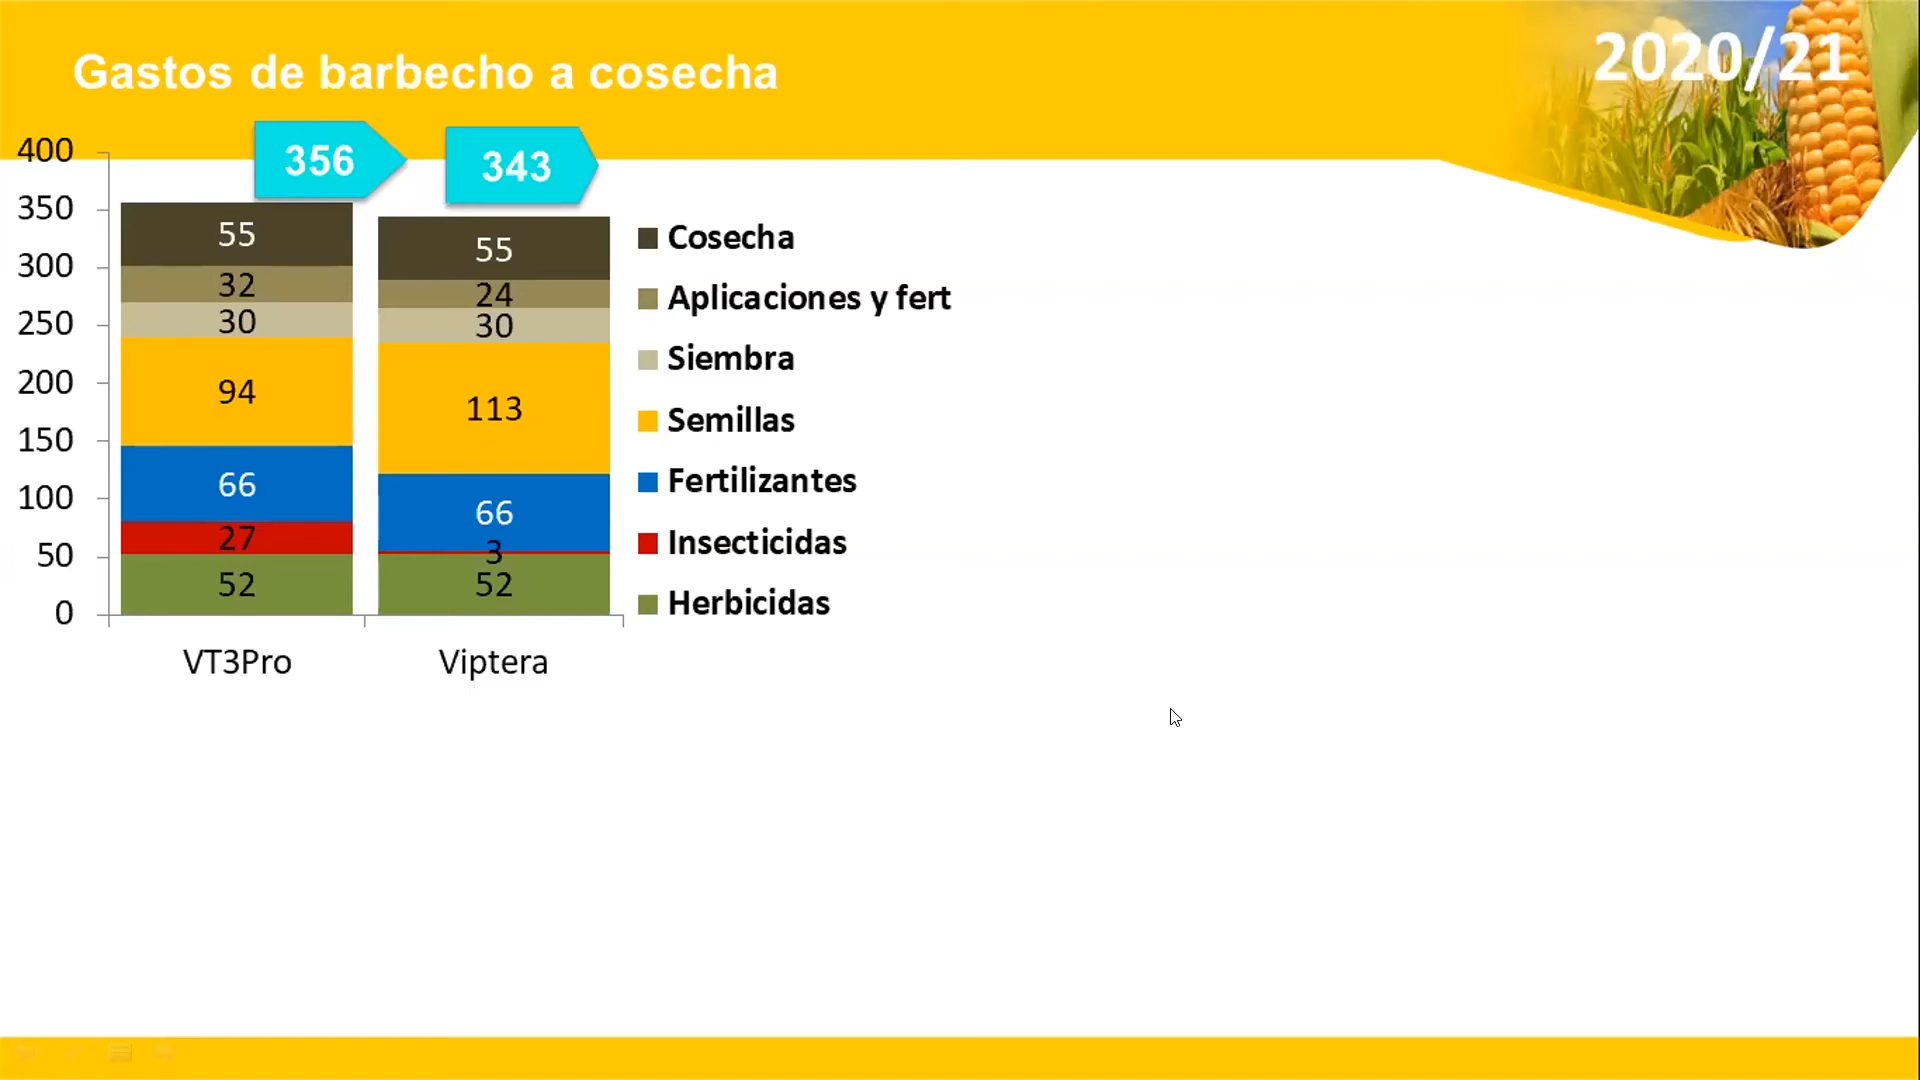 Gastos de barbecho a cosecha
2020/21
356
343
400
350
300
250
200
150
100
50
0
55
32
30
94
66
27
52
55
24
30
113
66
3
52
Cosecha
Aplicaciones y fert
Siembra
Semillas
Fertilizantes
Insecticidas
Herbicidas
VT3Pro
Viptera